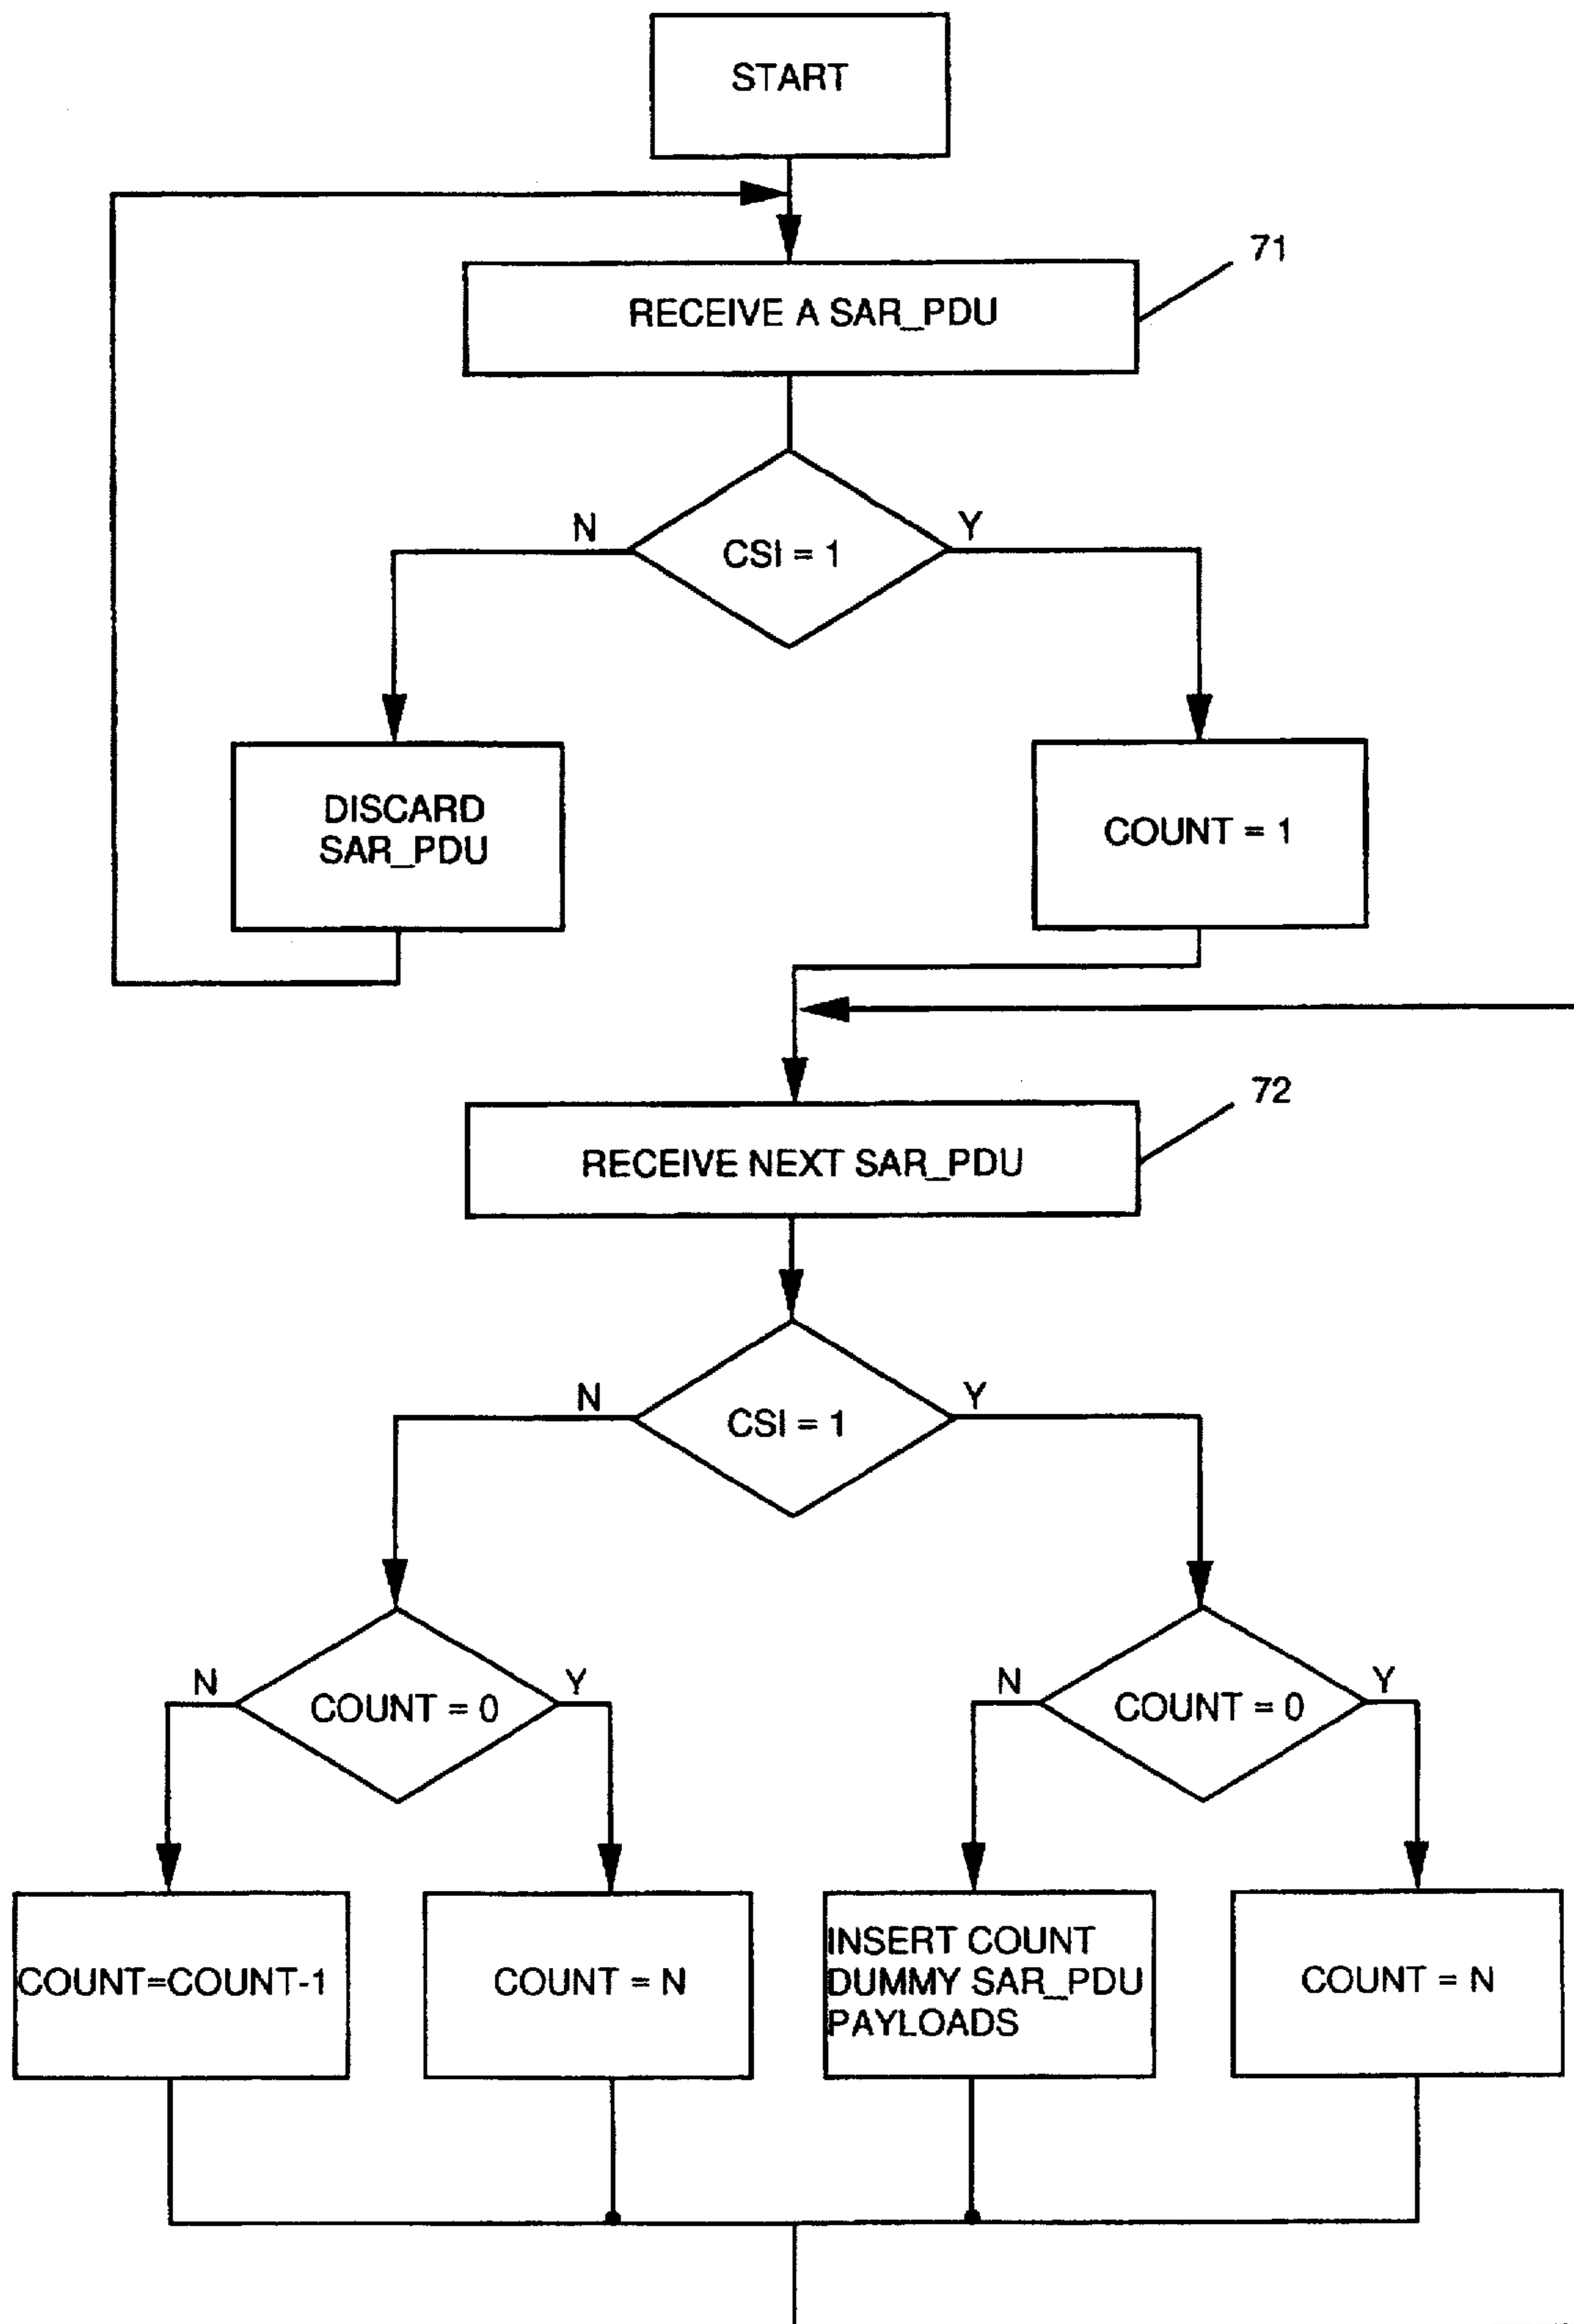 START
71
RECEIVE A SAR_PDU
N
Y
CSI = 1
DISCARD
SAR_PDU
COUNT = 1
72
RECEIVE NEXT SAR_PDU
N
Y
CSI = 1
N
Y
COUNT = 0
N
Y
COUNT = 0
COUNT=COUNT-1
COUNT = N
INSERT COUNT
DUMMY SAR_PDU
PAYLOADS
COUNT = N